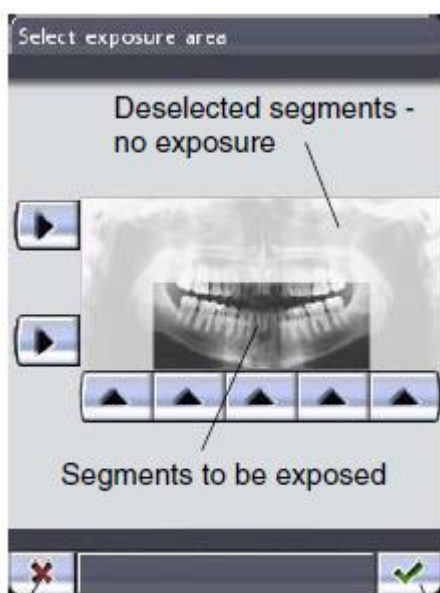 Select exposure area
Deselected segments -
no exposure
Segments to be exposed